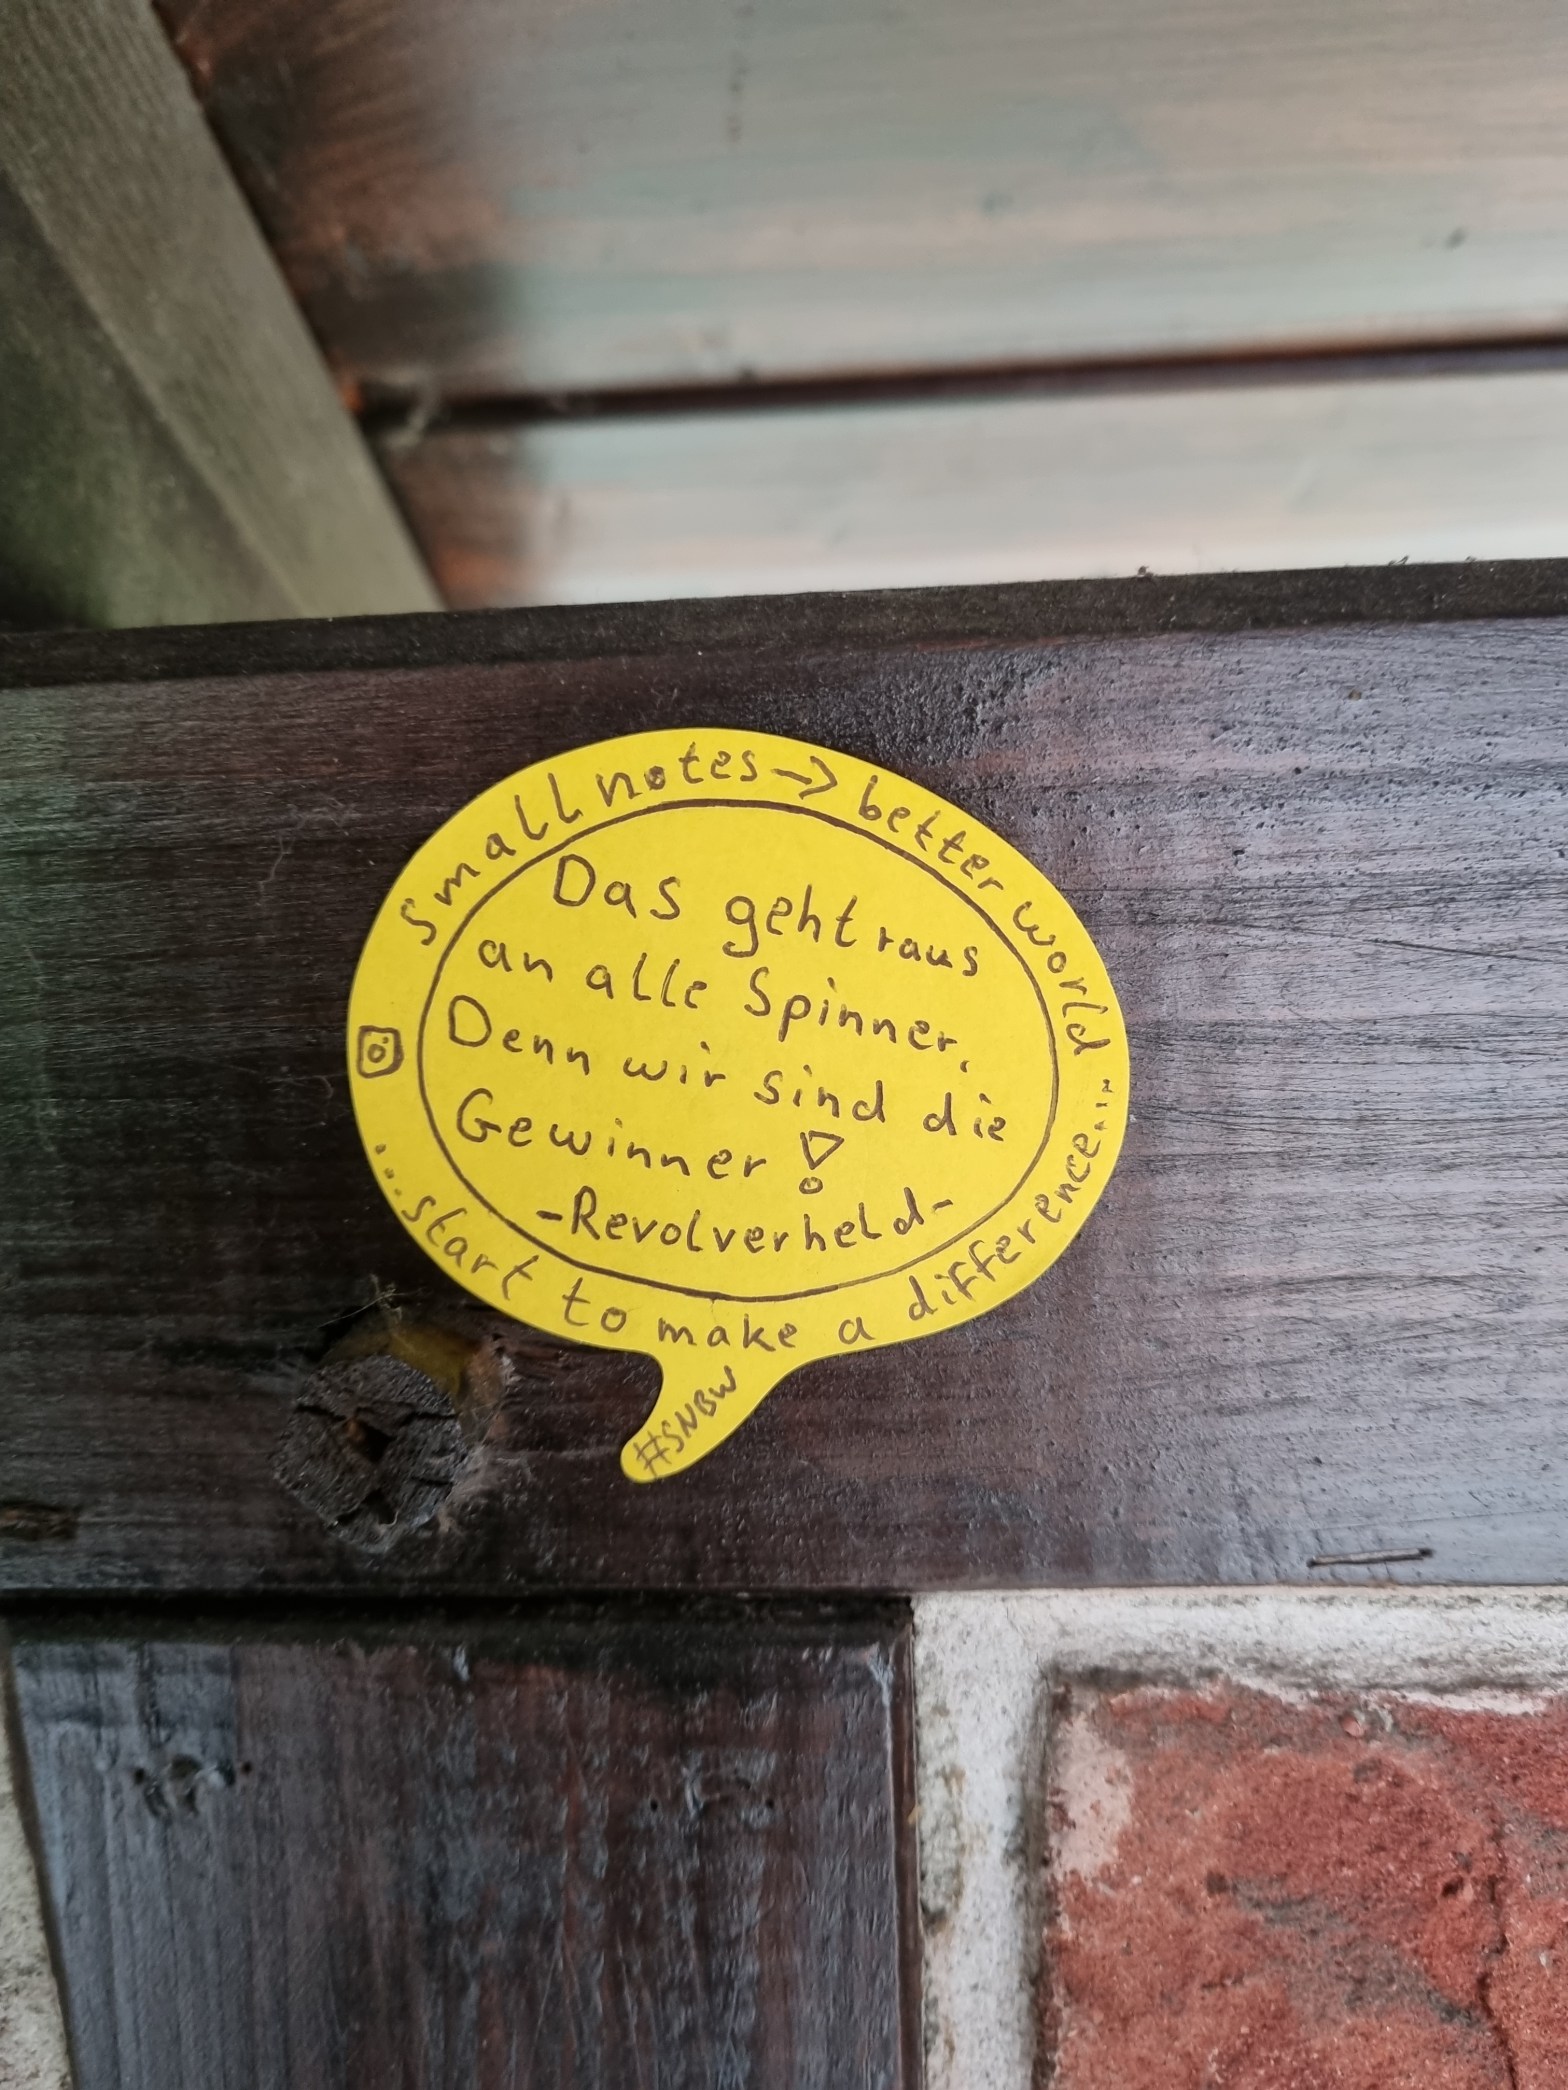 small notes → better world
Das geht raus
an alle Spinner,
Denn wir sind die
Gewinner!
-Revolverheld-
...start to make a difference...
#SNBW